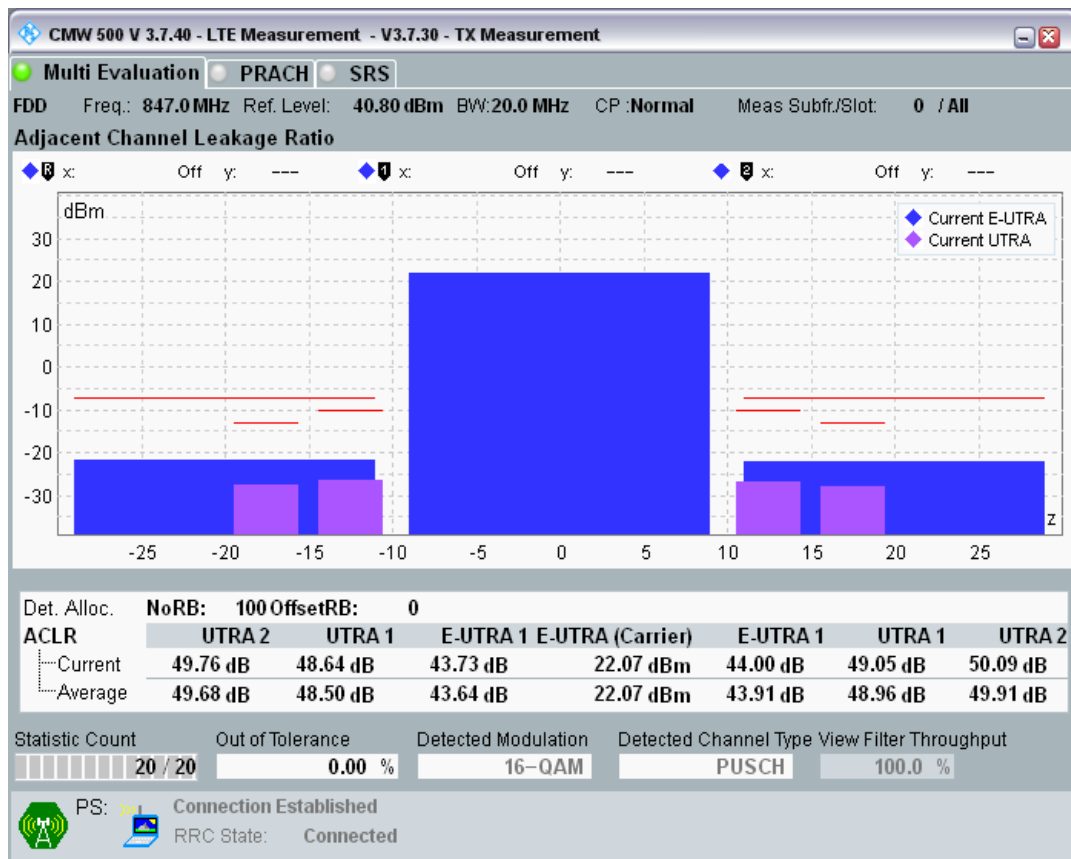 CMW 500 V 3.7.40 - LTE Measurement - V3.7.30 - TX Measurement
Multi Evaluation PRACH SRS
FDD Freq.: 847.0 MHz Ref. Level: 40.80 dBm BW:20.0 MHz CP :Normal Meas Subfr./Slot: 0 / All
Adjacent Channel Leakage Ratio
R x: Off y: --- 1 x: Off y: --- 2 x: Off y: ---
dBm
Current E-UTRA
Current UTRA
30
20
10
0
-10
-20
-30
z
-25 -20 -15 -10 -5 0 5 10 15 20 25
Det. Alloc. NoRB: 100 OffsetRB: 0
ACLR UTRA 2 UTRA 1 E-UTRA 1 E-UTRA (Carrier) E-UTRA 1 UTRA 1 UTRA 2
Current 49.76 dB 48.64 dB 43.73 dB 22.07 dBm 44.00 dB 49.05 dB 50.09 dB
Average 49.68 dB 48.50 dB 43.64 dB 22.07 dBm 43.91 dB 48.96 dB 49.91 dB
Statistic Count Out of Tolerance Detected Modulation Detected Channel Type View Filter Throughput
20 / 20 0.00 % 16-QAM PUSCH 100.0 %
PS: Connection Established
RRC State: Connected